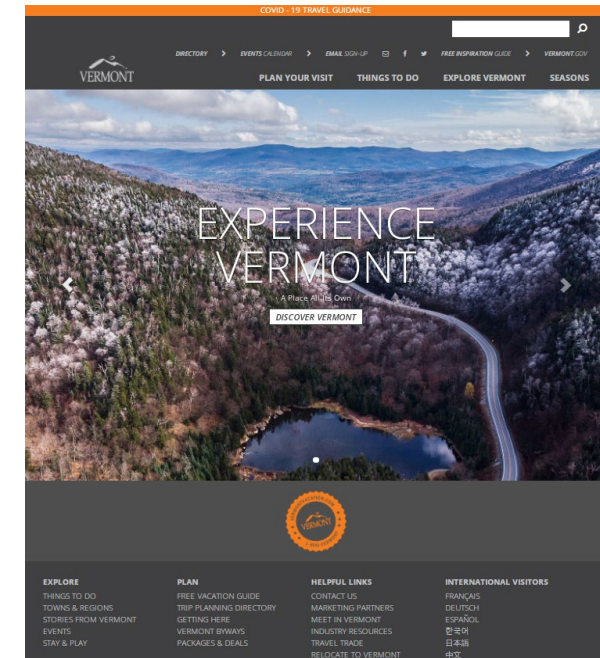 COVID - 19 TRAVEL GUIDANCE
DIRECTORY EVENTS CALENDAR EMAIL SIGN-UP FREE INSPIRATION GUIDE VERMONT.GOV
VERMONT
PLAN YOUR VISIT THINGS TO DO EXPLORE VERMONT SEASONS
EXPERIENCE
VERMONT
A Place All Its Own
DISCOVER VERMONT
VERMONT
EXPLORE
THINGS TO DO
TOWNS & REGIONS
STORIES FROM VERMONT
EVENTS
STAY & PLAY
PLAN
FREE VACATION GUIDE
TRIP PLANNING DIRECTORY
GETTING HERE
VERMONT BYWAYS
PACKAGES & DEALS
HELPFUL LINKS
CONTACT US
MARKETING PARTNERS
MEET IN VERMONT
INDUSTRY RESOURCES
TRAVEL TRADE
RELOCATE TO VERMONT
INTERNATIONAL VISITORS
FRANÇAIS
DEUTSCH
ESPAÑOL
한국어
日本語
中文